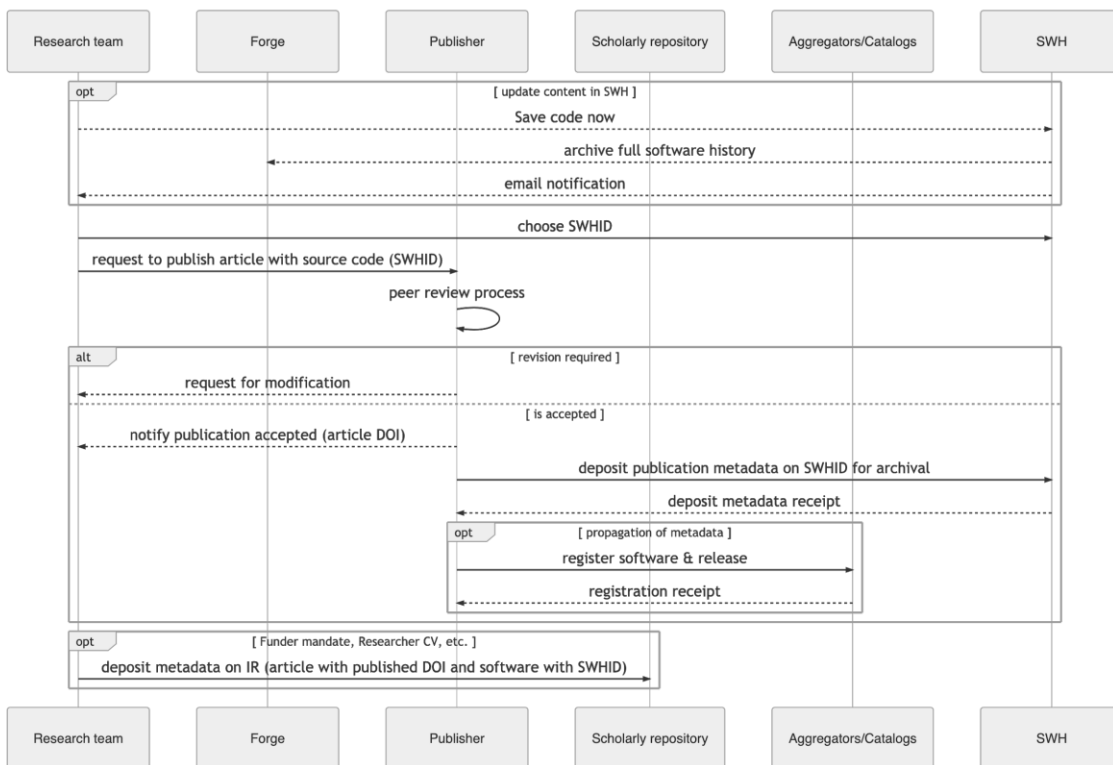 Research team
Forge
Publisher
Scholarly repository
Aggregators/Catalogs
SWH
opt
[ update content in SWH ]
Save code now
archive full software history
email notification
choose SWHID
request to publish article with source code (SWHID)
peer review process
alt
[ revision required ]
request for modification
[ is accepted ]
notify publication accepted (article DOI)
deposit publication metadata on SWHID for archival
deposit metadata receipt
opt
[ propagation of metadata ]
register software & release
registration receipt
opt
[ Funder mandate, Researcher CV, etc. ]
deposit metadata on IR (article with published DOI and software with SWHID)
Research team
Forge
Publisher
Scholarly repository
Aggregators/Catalogs
SWH